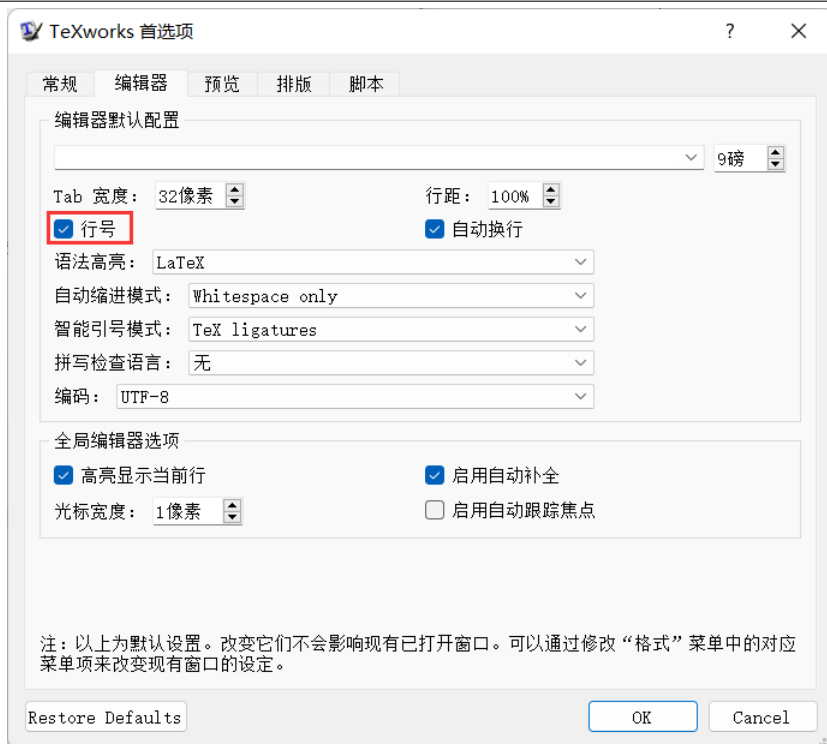 TeXworks 首选项
常规 编辑器 预览 排版 脚本
编辑器默认配置
9磅
Tab 宽度： 32像素 行距： 100%
行号 自动换行
语法高亮： LaTeX
自动缩进模式： Whitespace only
智能引号模式： TeX ligatures
拼写检查语言： 无
编码： UTF-8
全局编辑器选项
高亮显示当前行 启用自动补全
光标宽度： 1像素 启用自动跟踪焦点
注：以上为默认设置。改变它们不会影响现有已打开窗口。可以通过修改“格式”菜单中的对应
菜单项来改变现有窗口的设定。
Restore Defaults OK Cancel